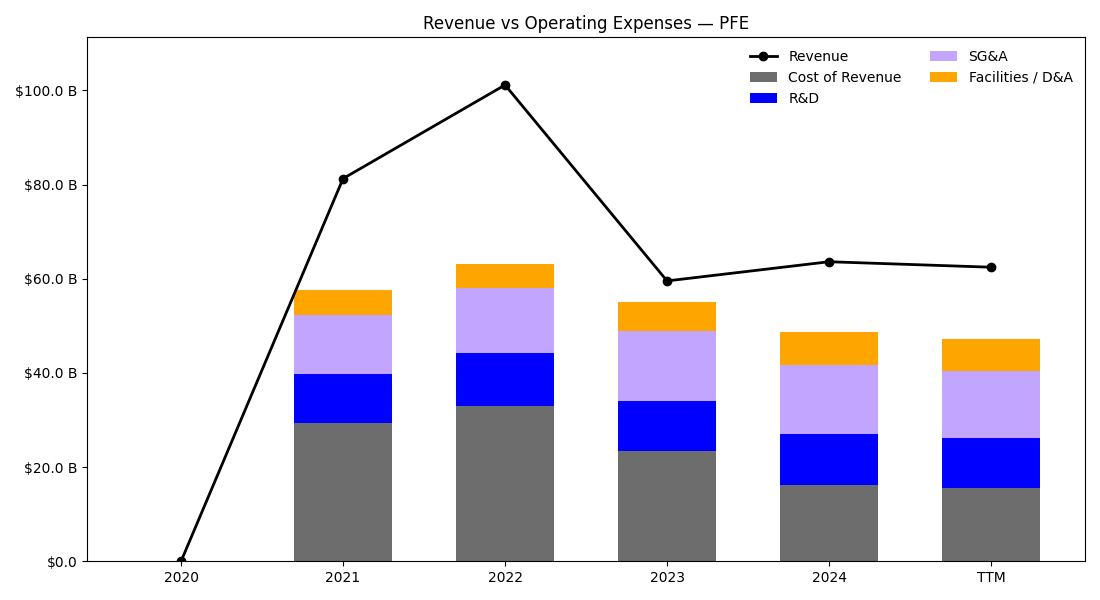 Revenue vs Operating Expenses — PFE
Revenue
Cost of Revenue
R&D
SG&A
Facilities / D&A
$100.0 B
$80.0 B
$60.0 B
$40.0 B
$20.0 B
$0.0
2020 2021 2022 2023 2024 TTM